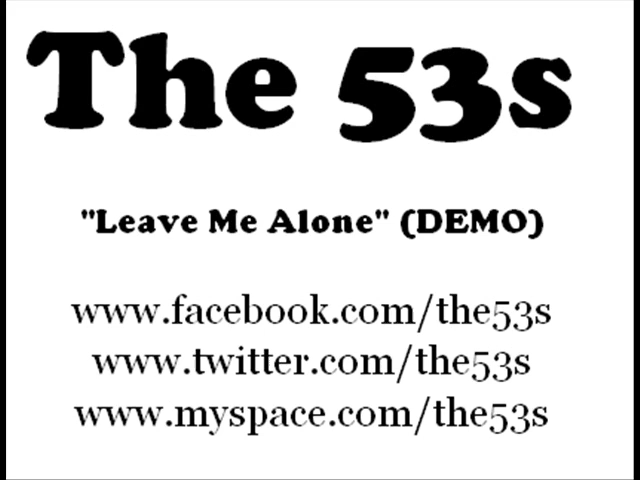 The 53s
"Leave Me Alone" (DEMO)
www.facebook.com/the53s
www.twitter.com/the53s
www.myspace.com/the53s